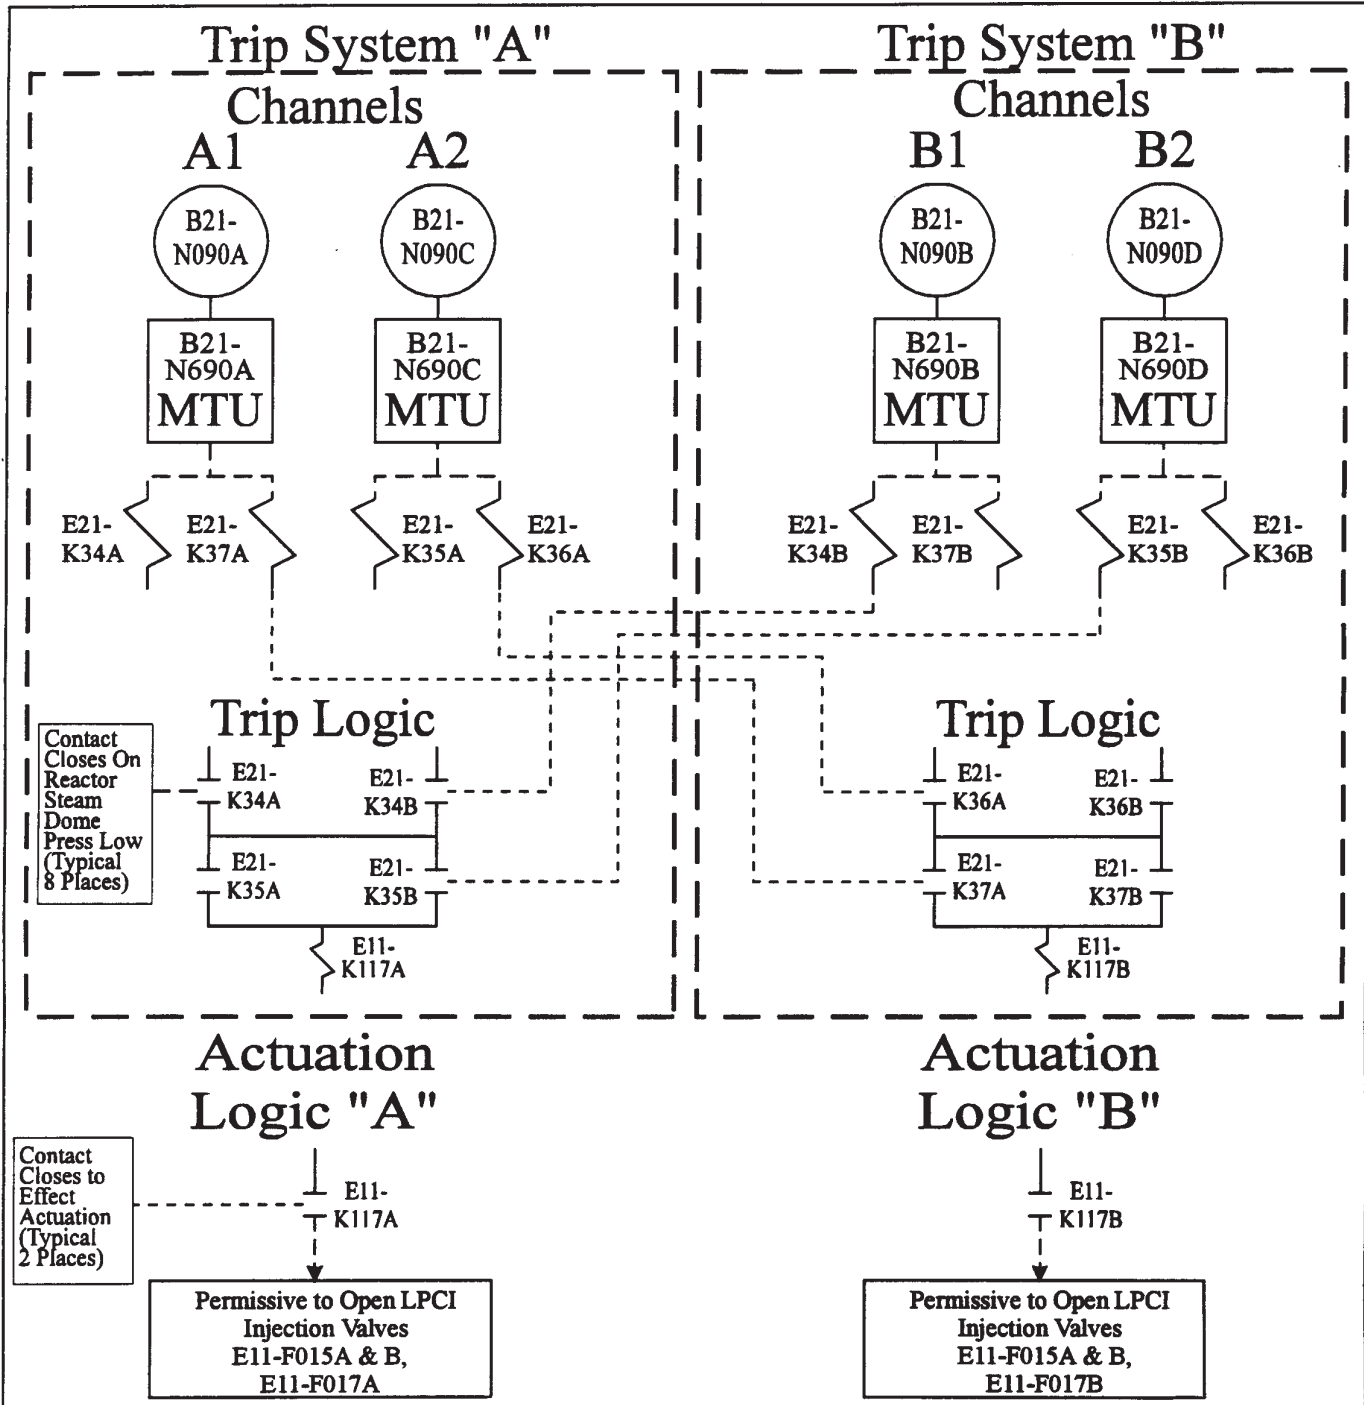 Trip System "A"
Trip System "B"
Channels
Channels
A1
A2
B1
B2
B21-
N090A
B21-
N090C
B21-
N090B
B21-
N090D
B21-
N690A
MTU
B21-
N690C
MTU
B21-
N690B
MTU
B21-
N690D
MTU
E21-
K34A
E21-
K37A
E21-
K35A
E21-
K36A
E21-
K34B
E21-
K37B
E21-
K35B
E21-
K36B
Trip Logic
Trip Logic
Contact
Closes On
Reactor
Steam
Dome
Press Low
(Typical
8 Places)
E21-
K34A
E21-
K34B
E21-
K35A
E21-
K35B
E11-
K117A
E21-
K36A
E21-
K36B
E21-
K37A
E21-
K37B
E11-
K117B
Actuation
Logic "A"
Actuation
Logic "B"
Contact
Closes to
Effect
Actuation
(Typical
2 Places)
E11-
K117A
E11-
K117B
Permissive to Open LPCI
Injection Valves
E11-F015A & B,
E11-F017A
Permissive to Open LPCI
Injection Valves
E11-F015A & B,
E11-F017B